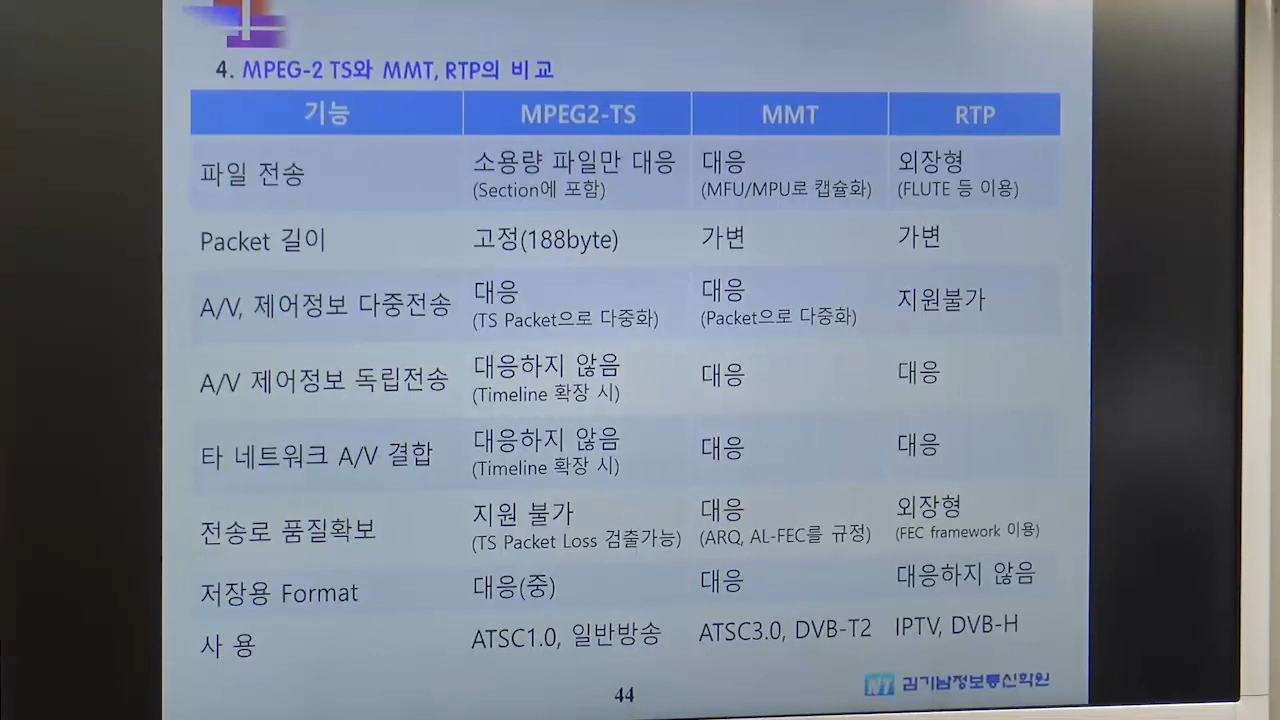 4. MPEG-2 TS와 MMT, RTP의 비교
기능 MPEG2-TS MMT RTP
파일 전송 소용량 파일만 대응 대응 외장형
(Section에 포함) (MFU/MPU로 캡슐화) (FLUTE 등 이용)
Packet 길이 고정(188byte) 가변 가변
A/V, 제어정보 다중전송 대응 대응 지원불가
(TS Packet으로 다중화) (Packet으로 다중화)
A/V 제어정보 독립전송 대응하지 않음 대응 대응
(Timeline 확장 시)
타 네트워크 A/V 결합 대응하지 않음 대응 대응
(Timeline 확장 시)
전송로 품질확보 지원 불가 대응 외장형
(TS Packet Loss 검출가능) (ARQ, AL-FEC를 규정) (FEC framework 이용)
저장용 Format 대응(중) 대응 대응하지 않음
사 용 ATSC1.0, 일반방송 ATSC3.0, DVB-T2 IPTV, DVB-H
44
NT 김기남정보통신학원